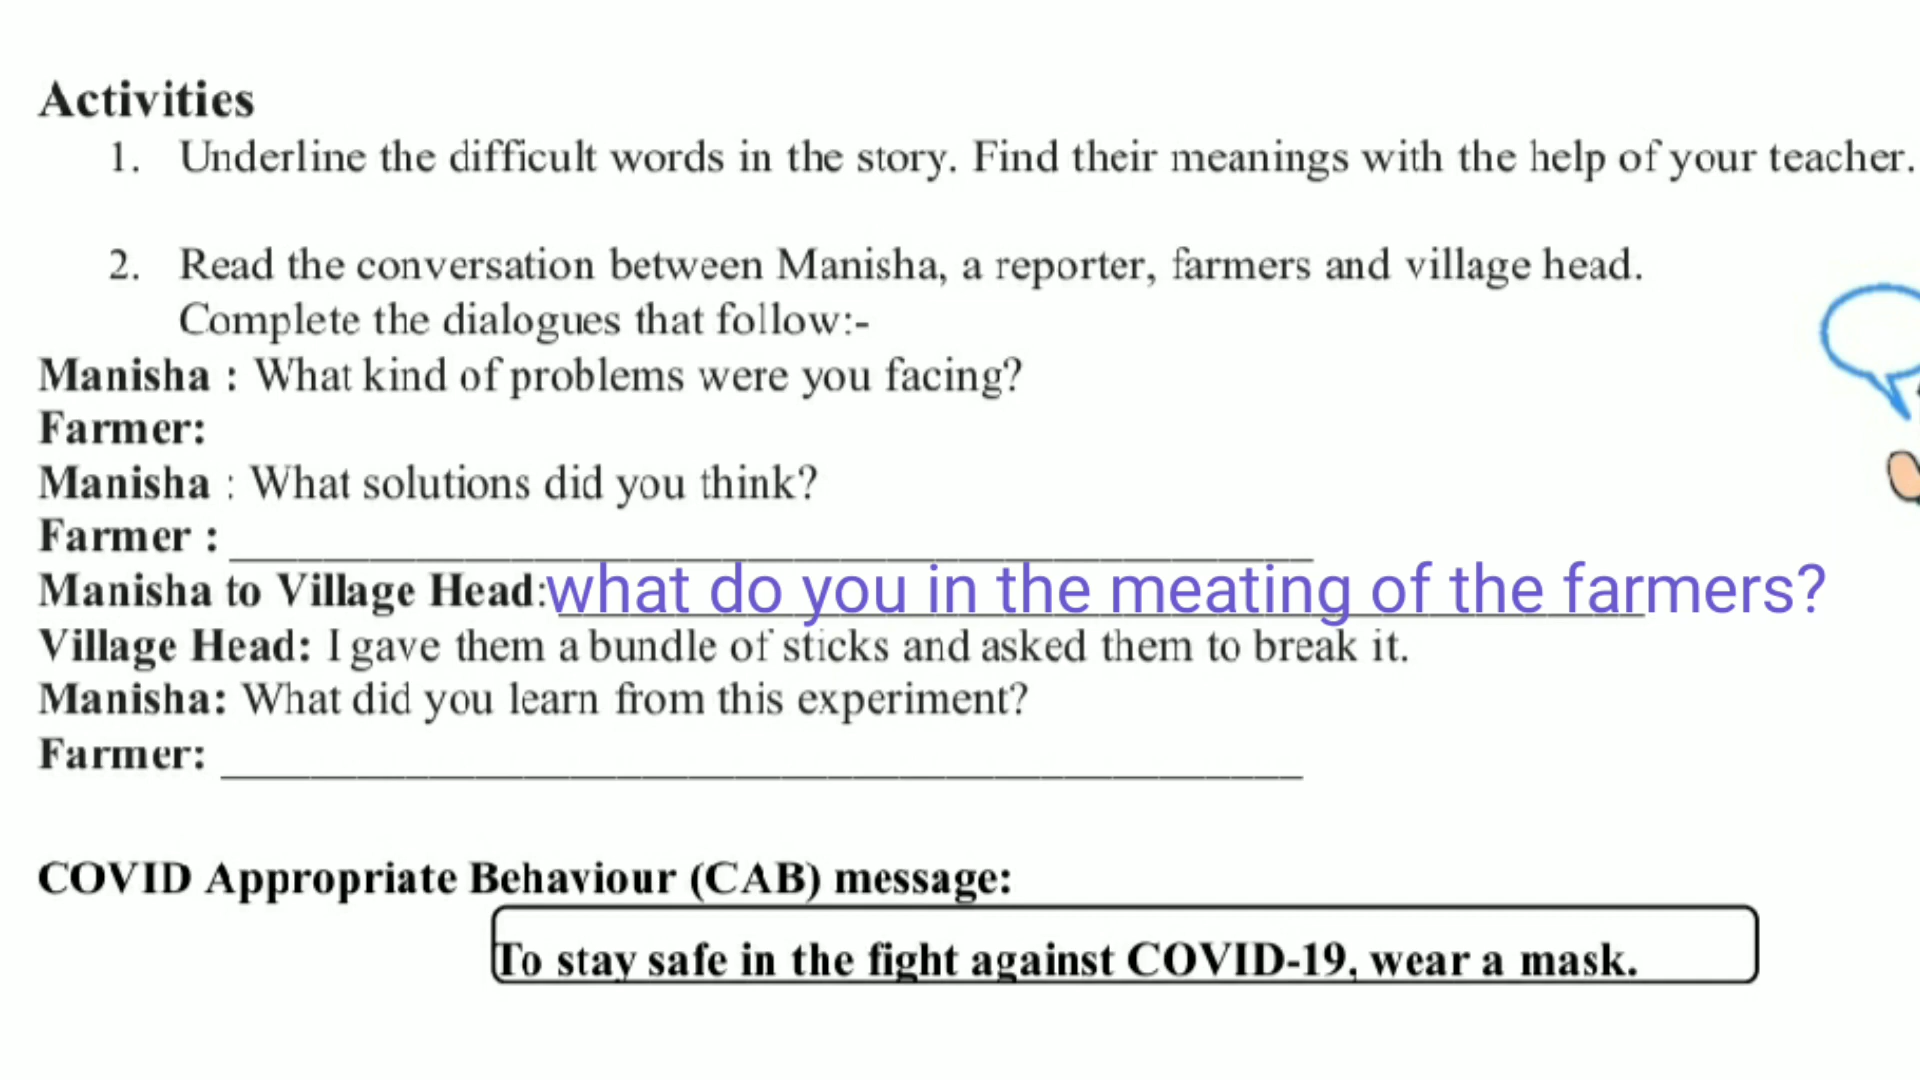 Activities
1. Underline the difficult words in the story. Find their meanings with the help of your teacher.
2. Read the conversation between Manisha, a reporter, farmers and village head.
Complete the dialogues that follow:-
Manisha : What kind of problems were you facing?
Farmer:
Manisha : What solutions did you think?
Farmer : ______________________________
Manisha to Village Head:what do you in the meating of the farmers?
Village Head: I gave them a bundle of sticks and asked them to break it.
Manisha: What did you learn from this experiment?
Farmer: ______________________________
COVID Appropriate Behaviour (CAB) message:
To stay safe in the fight against COVID-19, wear a mask.